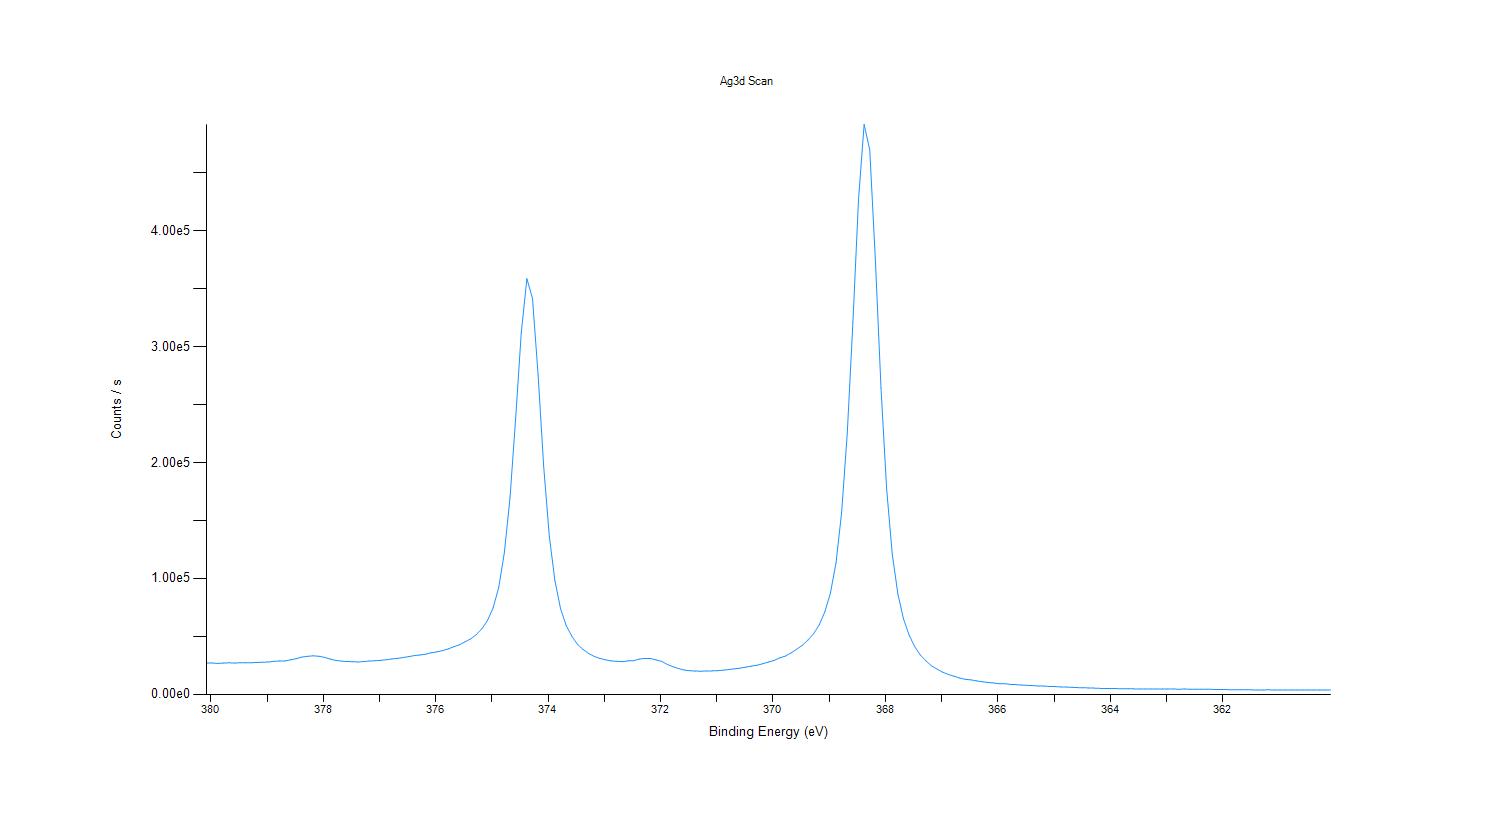 Ag3d Scan
4.00e5
3.00e5
2.00e5
1.00e5
0.00e0
Counts / s
380 378 376 374 372 370 368 366 364 362
Binding Energy (eV)